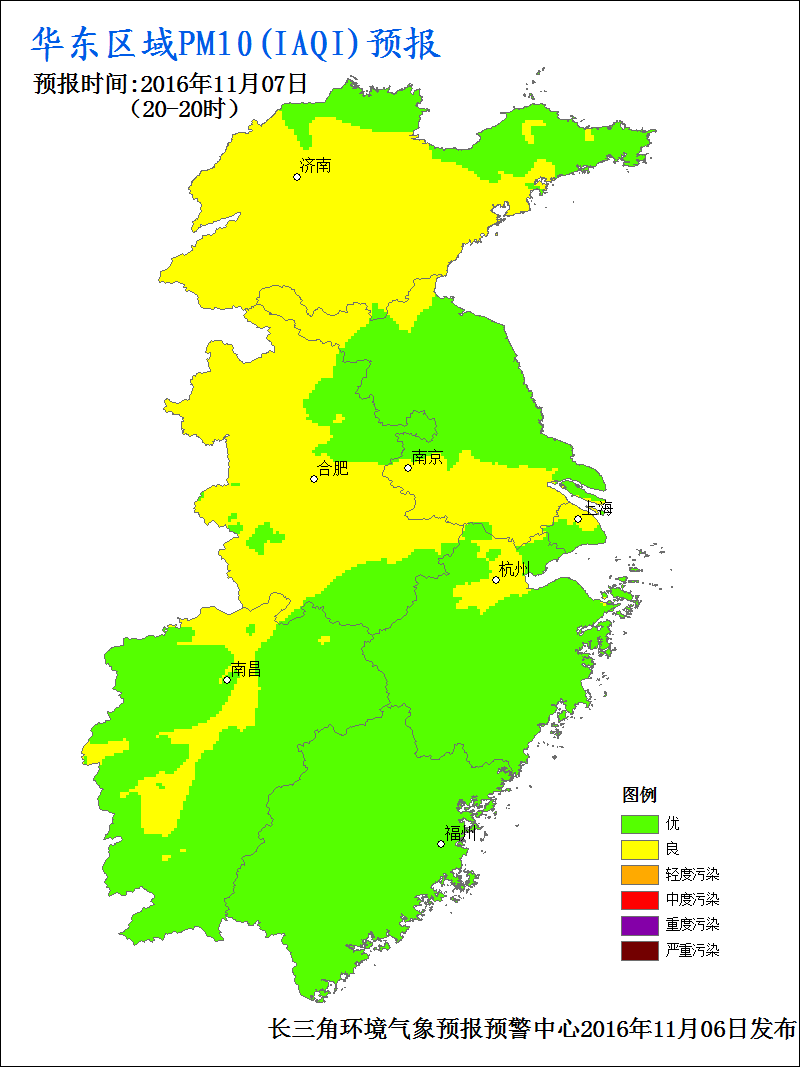 华东区域PM10(IAQI)预报
预报时间:2016年11月07日
（20-20时）
济南
南京
合肥
上海
杭州
南昌
福州
图例
优
良
轻度污染
中度污染
重度污染
严重污染
长三角环境气象预报预警中心2016年11月06日发布